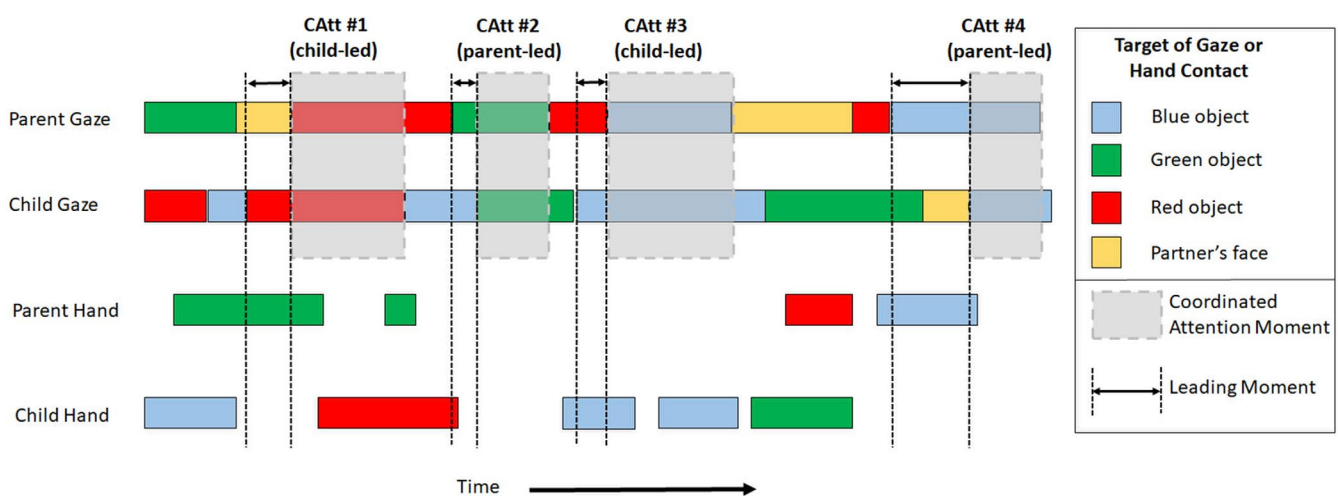 CAtt #1
(child-led)
CAtt #2
(parent-led)
CAtt #3
(child-led)
CAtt #4
(parent-led)
Parent Gaze
Child Gaze
Parent Hand
Child Hand
Time
Target of Gaze or
Hand Contact
Blue object
Green object
Red object
Partner's face
Coordinated
Attention Moment
Leading Moment